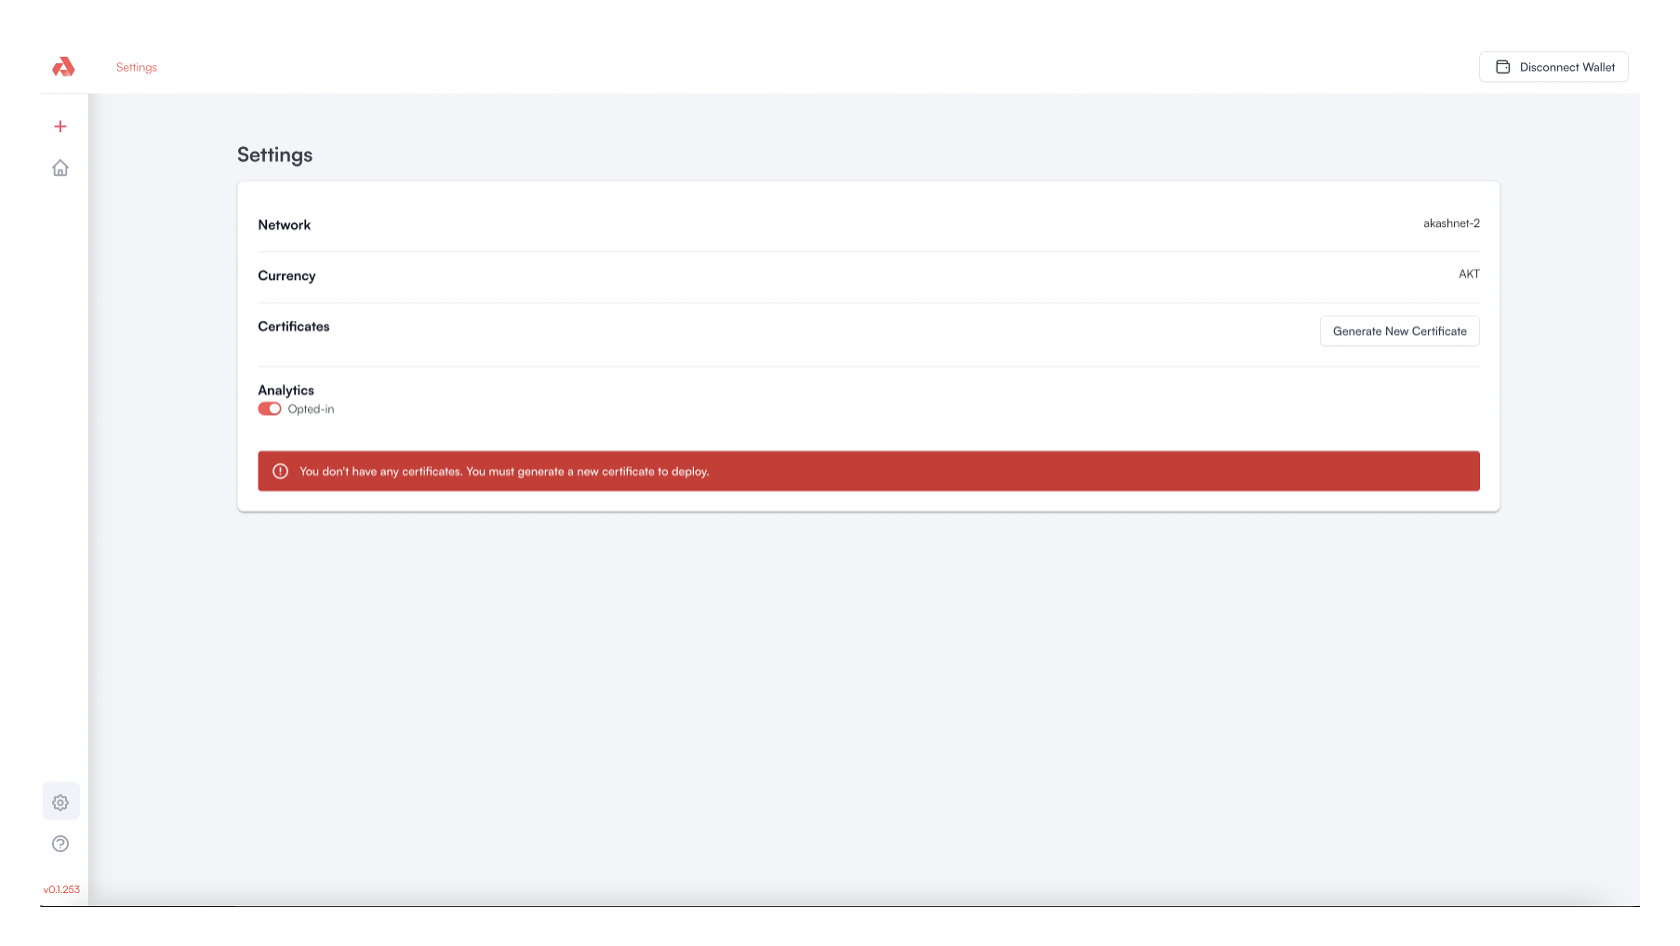 Settings
Disconnect Wallet
Settings
Network
akashnet-2
Currency
AKT
Certificates
Generate New Certificate
Analytics
Opted-in
You don't have any certificates. You must generate a new certificate to deploy.
v0.1.253